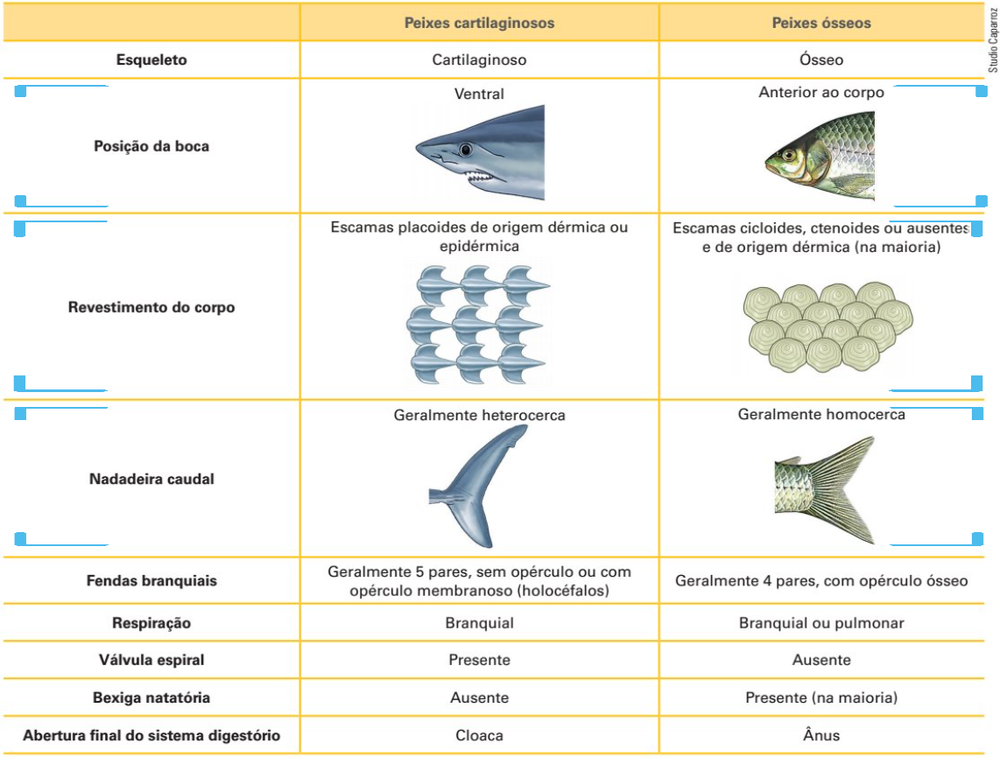 Peixes cartilaginosos
Peixes ósseos
Studio Caparroz
Esqueleto
Cartilaginoso
Ósseo
Posição da boca
Ventral
Anterior ao corpo
Revestimento do corpo
Escamas placoides de origem dérmica ou
epidérmica
Escamas cicloides, ctenoides ou ausentes
e de origem dérmica (na maioria)
Nadadeira caudal
Geralmente heterocerca
Geralmente homocerca
Fendas branquiais
Geralmente 5 pares, sem opérculo ou com
opérculo membranoso (holocéfalos)
Geralmente 4 pares, com opérculo ósseo
Respiração
Branquial
Branquial ou pulmonar
Válvula espiral
Presente
Ausente
Bexiga natatória
Ausente
Presente (na maioria)
Abertura final do sistema digestório
Cloaca
Ânus